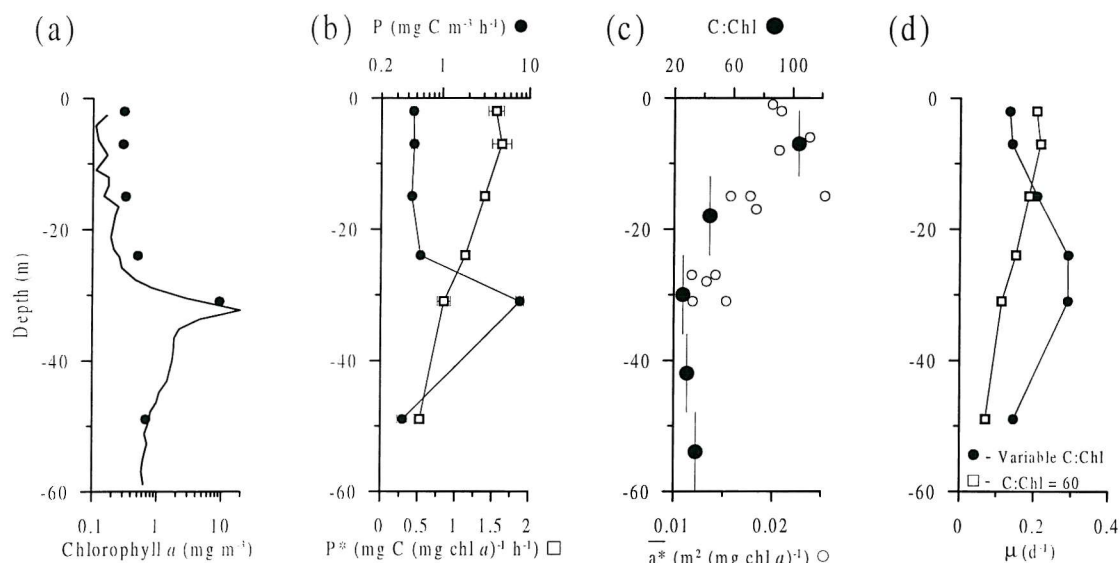 (a)
(b)
(c)
(d)
P (mg C m⁻³ h⁻¹) ●
C:Chl ●
0.2 1 10
20 60 100
0
-20
-40
-60
Depth (m)
0
-20
-40
-60
0
-20
-40
-60
0
-20
-40
-60
● - Variable C:Chl
□ - C:Chl = 60
0.1 1 10
0 0.5 1 1.5 2
0.01 0.02
0 0.2 0.4
Chlorophyll a (mg m⁻³)
P* (mg C (mg chl a)⁻¹ h⁻¹) □
a* (m² (mg chl a)⁻¹) ○
μ (d⁻¹)